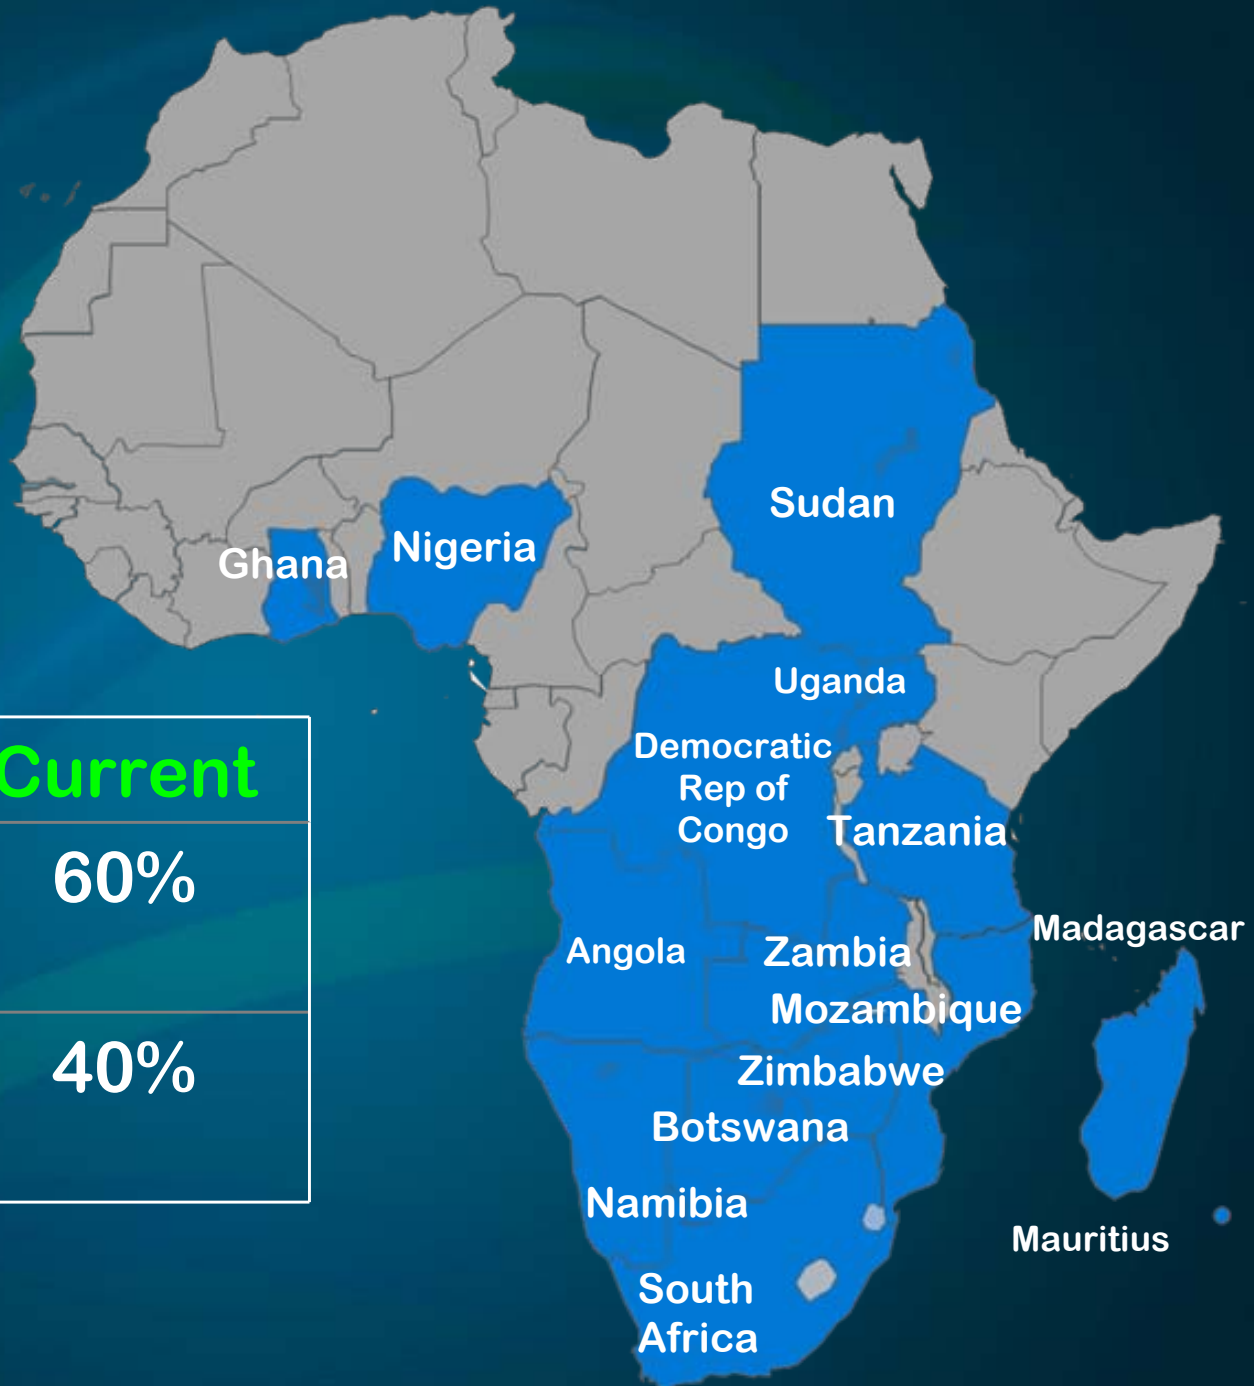 Sudan
Nigeria
Ghana
Uganda
Democratic
Rep of
Congo
Tanzania
Current
60%
40%
Madagascar
Angola
Zambia
Mozambique
Zimbabwe
Botswana
Namibia
Mauritius
South
Africa